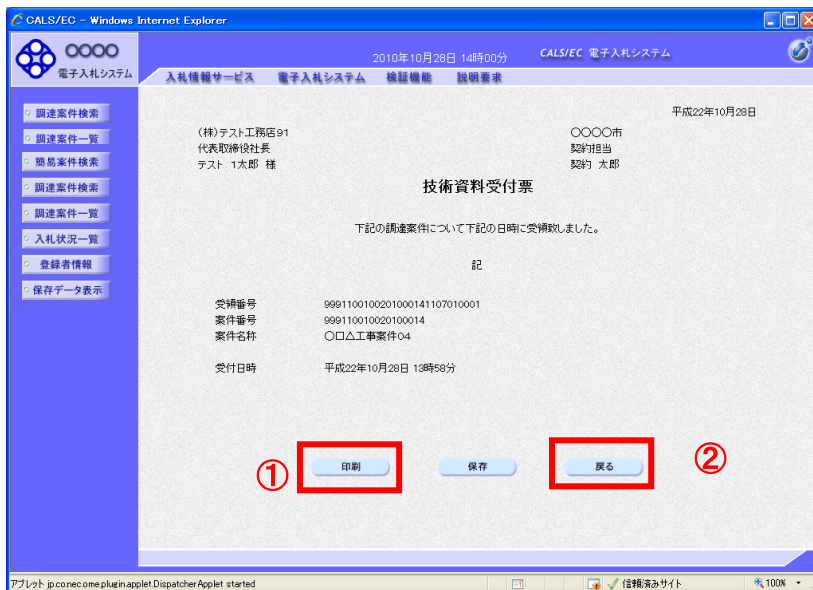 CALS/EC - Windows Internet Explorer
〇〇〇〇
電子入札システム
2010年10月28日 14時00分
CALS/EC 電子入札システム
入札情報サービス 電子入札システム 検証機能 説明要求
調達案件検索
調達案件一覧
簡易案件検索
調達案件検索
調達案件一覧
入札状況一覧
登録者情報
保存データ表示
平成22年10月28日
(株)テスト工務店91
代表取締役社長
テスト 1太郎 様
〇〇〇〇市
契約担当
契約 太郎
技術資料受付票
下記の調達案件について下記の日時に受領致しました。
記
受領番号 9991100100201000141107010001
案件番号 999110010020100014
案件名称 〇□△工事案件04
受付日時 平成22年10月28日 13時58分
① 印刷 保存 戻る ②
アプレット jp.co.nec.ome.plugin.applet.DispatcherApplet started
信頼済みサイト
100%